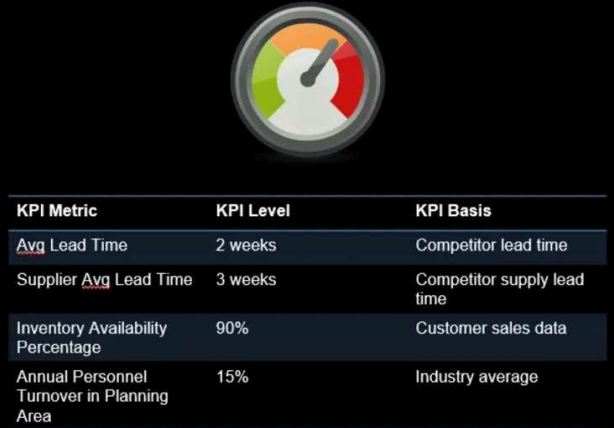 KPI Metric KPI Level KPI Basis
Avg Lead Time 2 weeks Competitor lead time
Supplier Avg Lead Time 3 weeks Competitor supply lead
time
Inventory Availability 90% Customer sales data
Percentage
Annual Personnel 15% Industry average
Turnover in Planning
Area